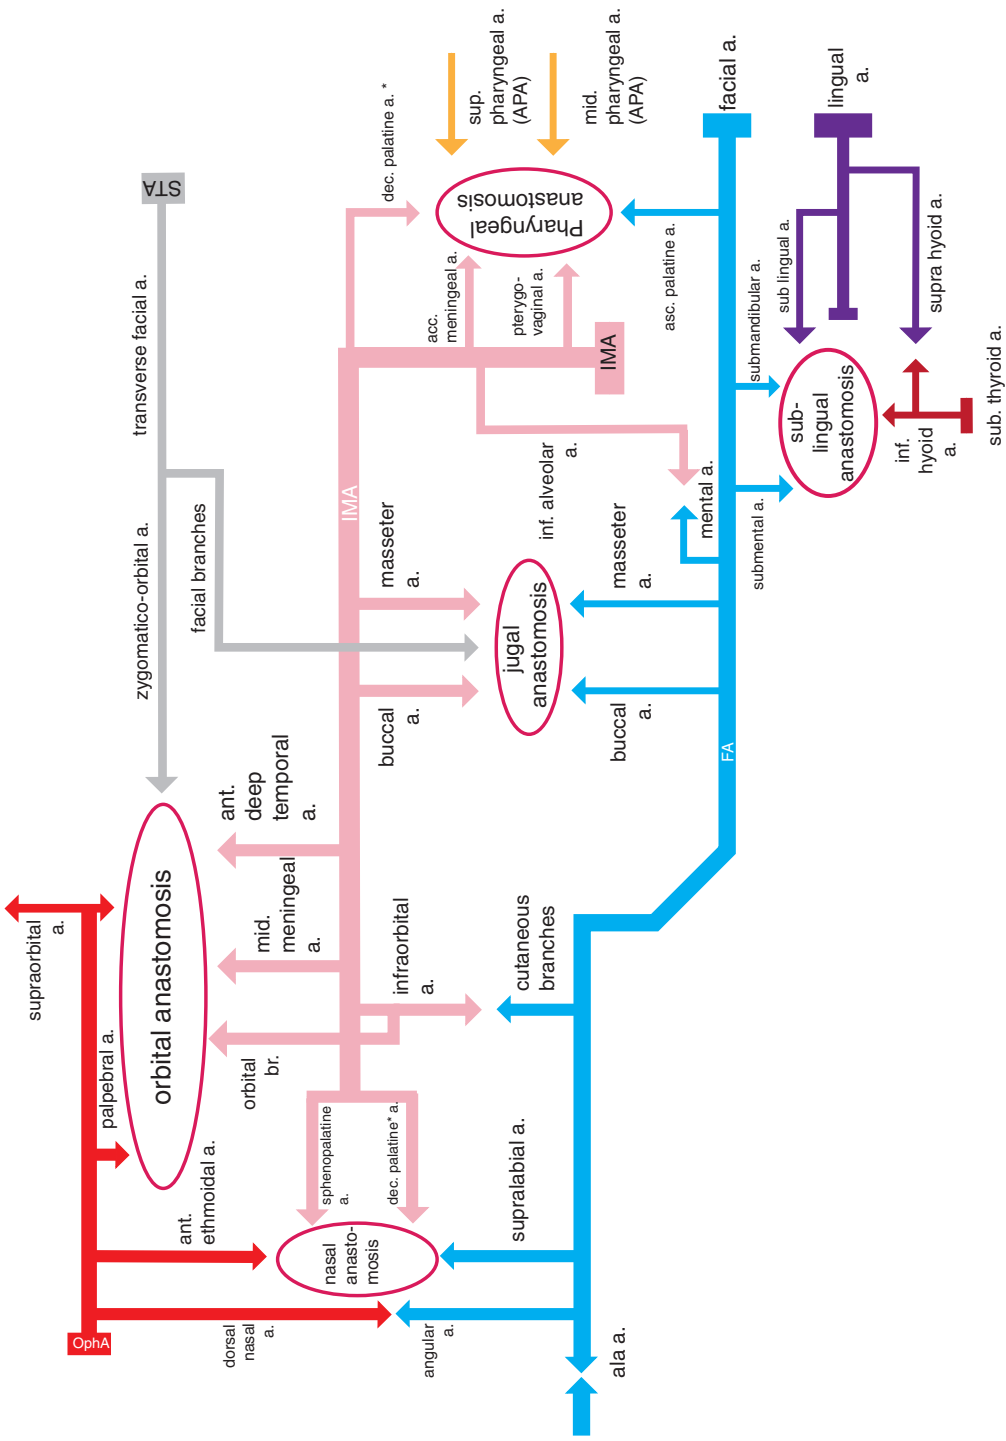 OphA
supraorbital
a.
palpebral a.
ant.
ethmoidal a.
dorsal
nasal
a.
orbital anastomosis
zygomatico-orbital a.
transverse facial a.
STA
facial branches
ant.
deep
temporal
a.
mid.
meningeal
a.
orbital
br.
infraorbital
a.
sphenopalatine
a.
dec. palatine* a.
nasal
anasto-
mosis
angular
a.
supralabial a.
cutaneous
branches
ala a.
IMA
buccal
a.
masseter
a.
jugal
anastomosis
buccal
a.
masseter
a.
inf. alveolar
a.
mental a.
acc.
meningeal a.
pterygo-
vaginal a.
IMA
dec. palatine a. *
Pharyngeal
anastomosis
sup.
pharyngeal a.
(APA)
mid.
pharyngeal a.
(APA)
asc. palatine a.
facial a.
FA
submental a.
submandibular a.
sub lingual a.
lingual
a.
supra hyoid a.
sub-
lingual
anastomosis
inf.
hyoid
a.
sub. thyroid a.